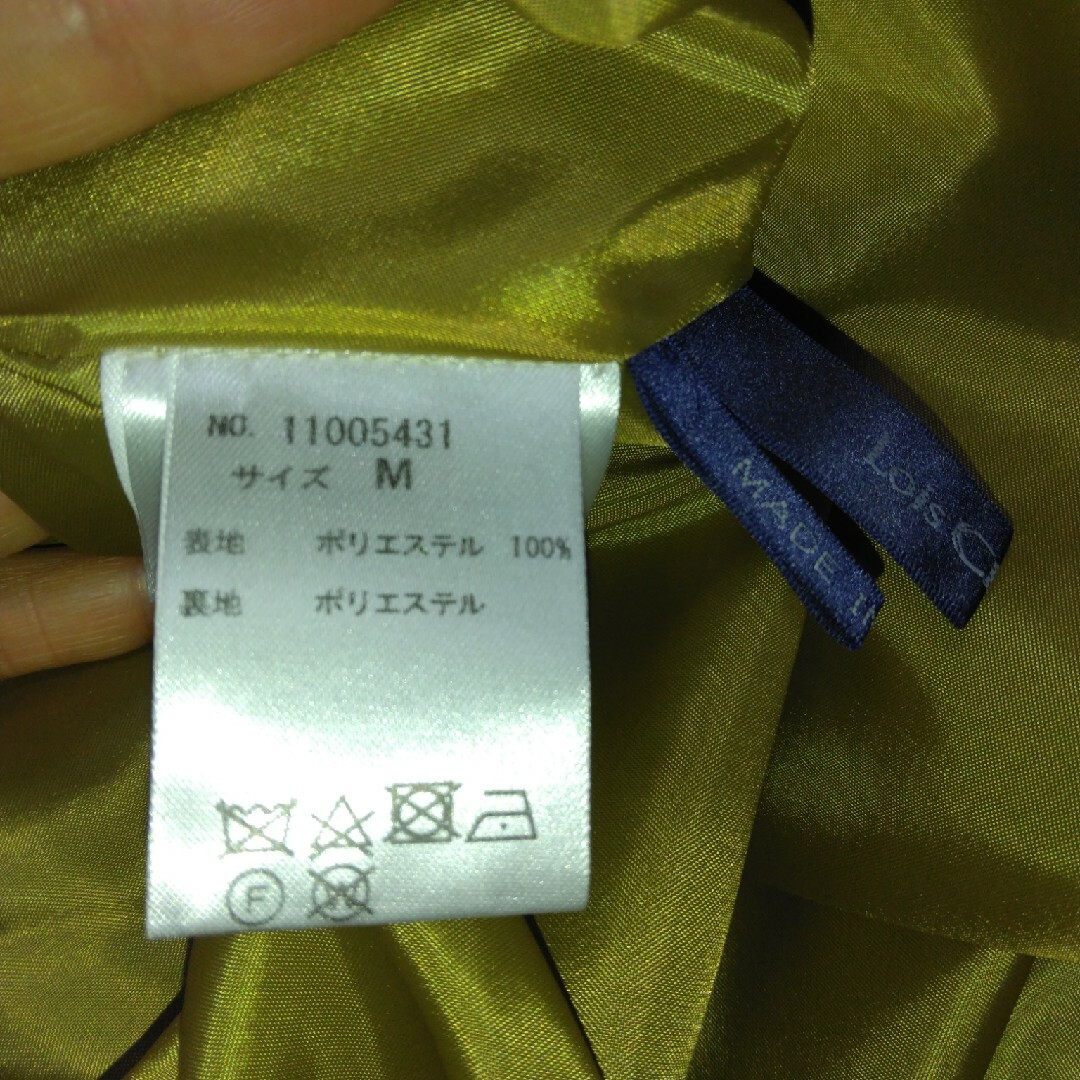 NO. 11005431
サイズ M
表地 ポリエステル 100%
裏地 ポリエステル
F
W
Lois
MADE